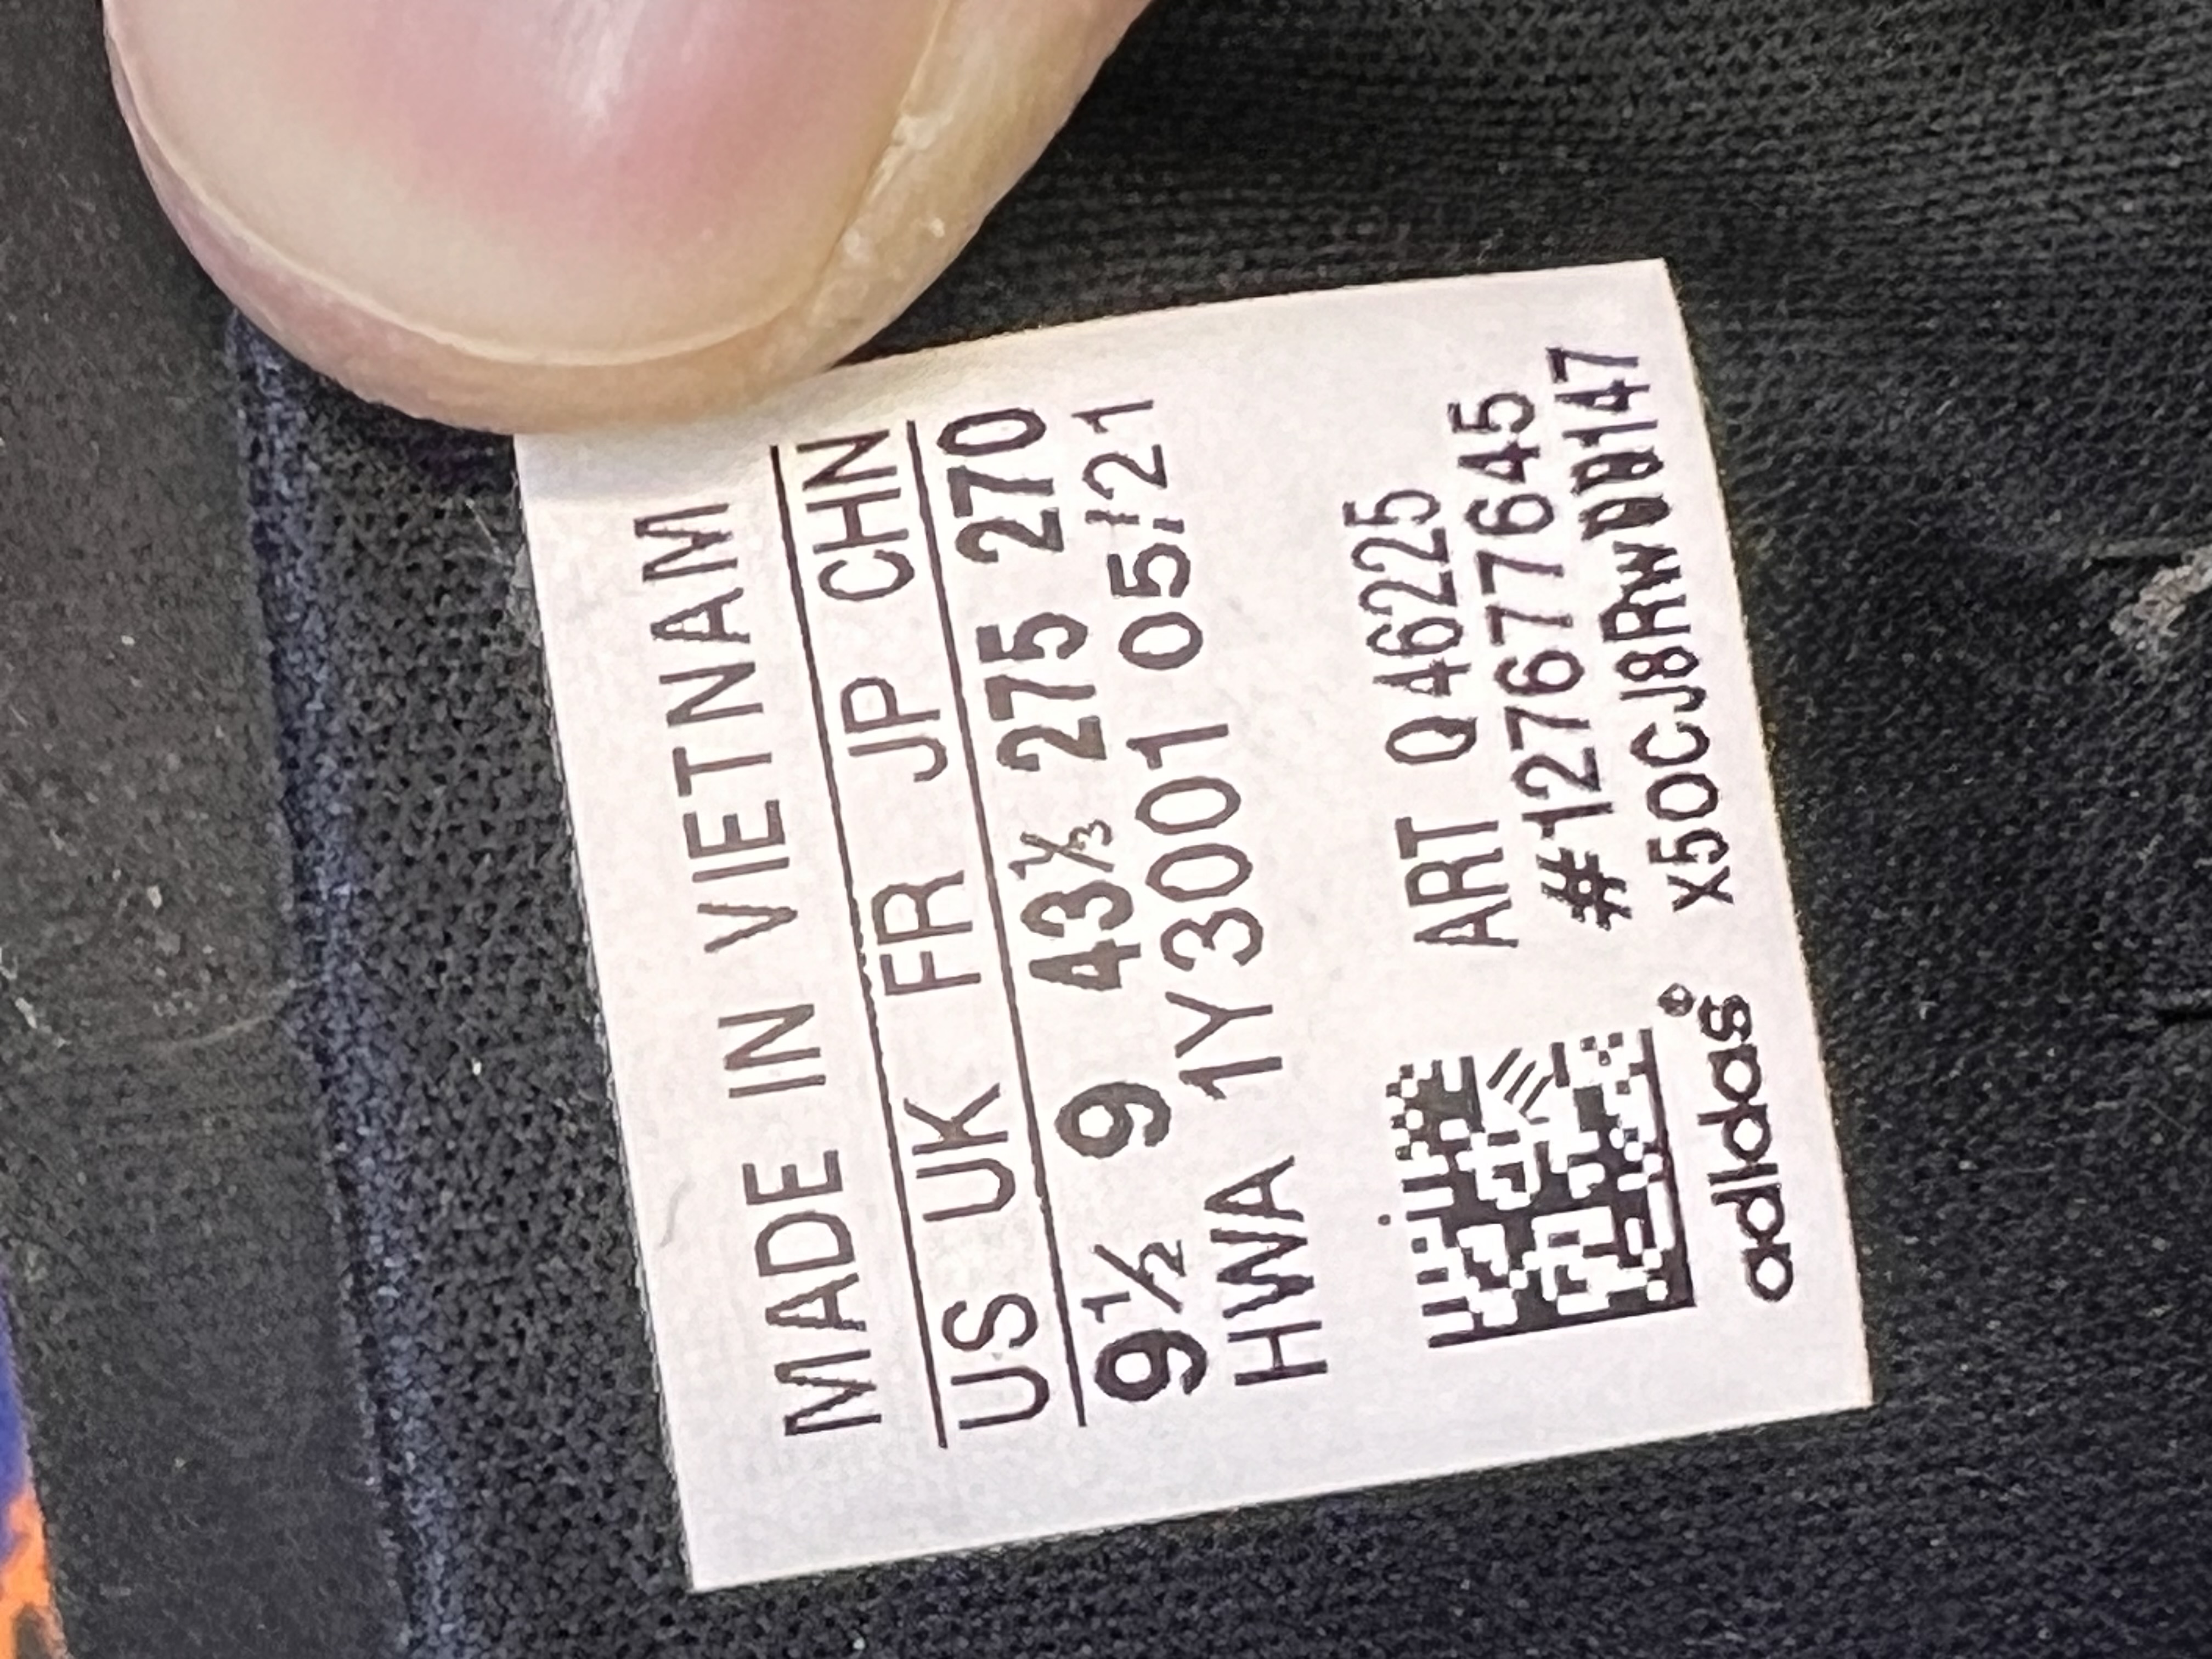 MADE IN VIETNAM
US UK FR JP CHN
9½ 9 43⅓ 275 270
HWA 1Y3001 05/21
ART Q46225
#127677645
X50CJ8RW00147
adidas®